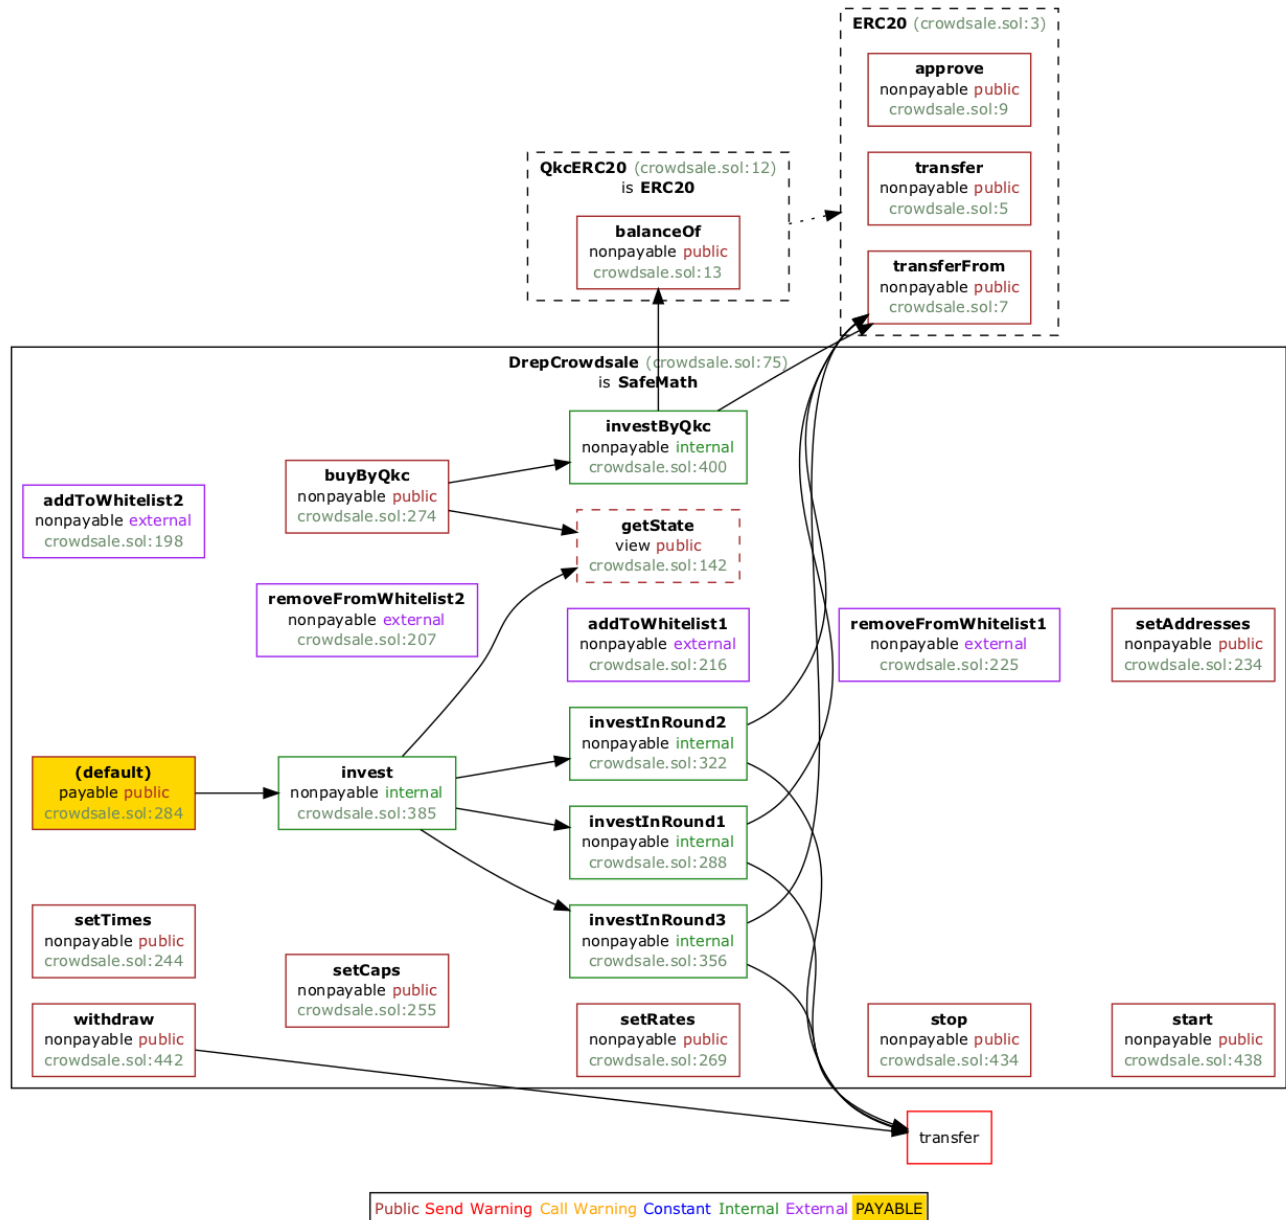 ERC20 (crowdsale.sol:3)
approve
nonpayable public
crowdsale.sol:9
transfer
nonpayable public
crowdsale.sol:5
transferFrom
nonpayable public
crowdsale.sol:7
QkcERC20 (crowdsale.sol:12)
is ERC20
balanceOf
nonpayable public
crowdsale.sol:13
DrepCrowdsale (crowdsale.sol:75)
is SafeMath
investByQkc
nonpayable internal
crowdsale.sol:400
buyByQkc
nonpayable public
crowdsale.sol:274
addToWhitelist2
nonpayable external
crowdsale.sol:198
getState
view public
crowdsale.sol:142
removeFromWhitelist2
nonpayable external
crowdsale.sol:207
addToWhitelist1
nonpayable external
crowdsale.sol:216
removeFromWhitelist1
nonpayable external
crowdsale.sol:225
setAddresses
nonpayable public
crowdsale.sol:234
investInRound2
nonpayable internal
crowdsale.sol:322
(default)
payable public
crowdsale.sol:284
invest
nonpayable internal
crowdsale.sol:385
investInRound1
nonpayable internal
crowdsale.sol:288
investInRound3
nonpayable internal
crowdsale.sol:356
setTimes
nonpayable public
crowdsale.sol:244
setCaps
nonpayable public
crowdsale.sol:255
withdraw
nonpayable public
crowdsale.sol:442
setRates
nonpayable public
crowdsale.sol:269
stop
nonpayable public
crowdsale.sol:434
start
nonpayable public
crowdsale.sol:438
transfer
Public Send Warning Call Warning Constant Internal External PAYABLE